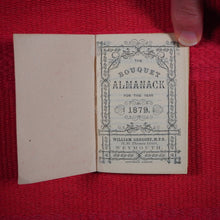 THE
BOUQUET
ALMANACK
FOR THE YEAR
1879.
WILLIAM GREGORY, M.P.S.
WEYMOUTH.